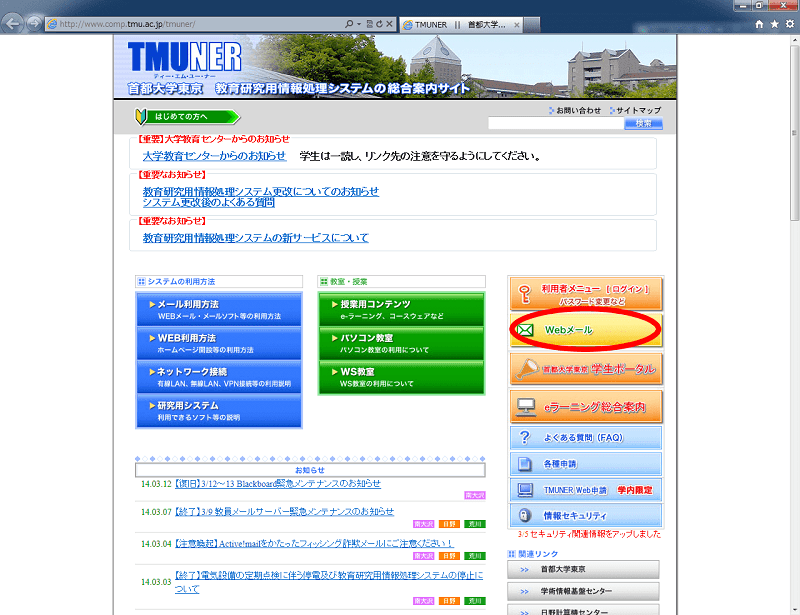 http://www.comp.tmu.ac.jp/tmuner/
TMUNER || 首都大学...
TMUNER
ティー・エム・ユー・ナー
首都大学東京 教育研究用情報処理システムの総合案内サイト
はじめての方へ
お問い合わせ サイトマップ
検索
【重要】大学教育センターからのお知らせ
大学教育センターからのお知らせ 学生は一読し、リンク先の注意を守るようにしてください。
【重要なお知らせ】
教育研究用情報処理システム更改についてのお知らせ
システム更改後のよくある質問
【重要なお知らせ】
教育研究用情報処理システムの新サービスについて
システムの利用方法
メール利用方法
WEBメール・メールソフト等の利用方法
WEB利用方法
ホームページ開設等の利用方法
ネットワーク接続
有線LAN、無線LAN、VPN接続等の利用説明
研究用システム
利用できるソフト等の説明
教室・授業
授業用コンテンツ
e-ラーニング、コースウェアなど
パソコン教室
パソコン教室の利用について
WS教室
WS教室の利用について
利用者メニュー [ログイン]
パスワード変更など
Webメール
首都大学東京 学生ポータル
eラーニング総合案内
よくある質問 (FAQ)
各種申請
TMUNER Web申請 学内限定
情報セキュリティ
3/5 セキュリティ関連情報をアップしました
関連リンク
>> 首都大学東京
>> 学術情報基盤センター
>> 日野計算機センター
お知らせ
14.03.12 【復旧】3/12～13 Blackboard緊急メンテナンスのお知らせ
南大沢
14.03.07 【終了】3/9 教員メールサーバー緊急メンテナンスのお知らせ
南大沢 日野 荒川
14.03.04 【注意喚起】Active!mailをかたったフィッシング詐欺メールにご注意ください！
南大沢 日野 荒川
14.03.03 【終了】電気設備の定期点検に伴う停電及び教育研究用情報処理システムの停止に
ついて
南大沢 日野 荒川